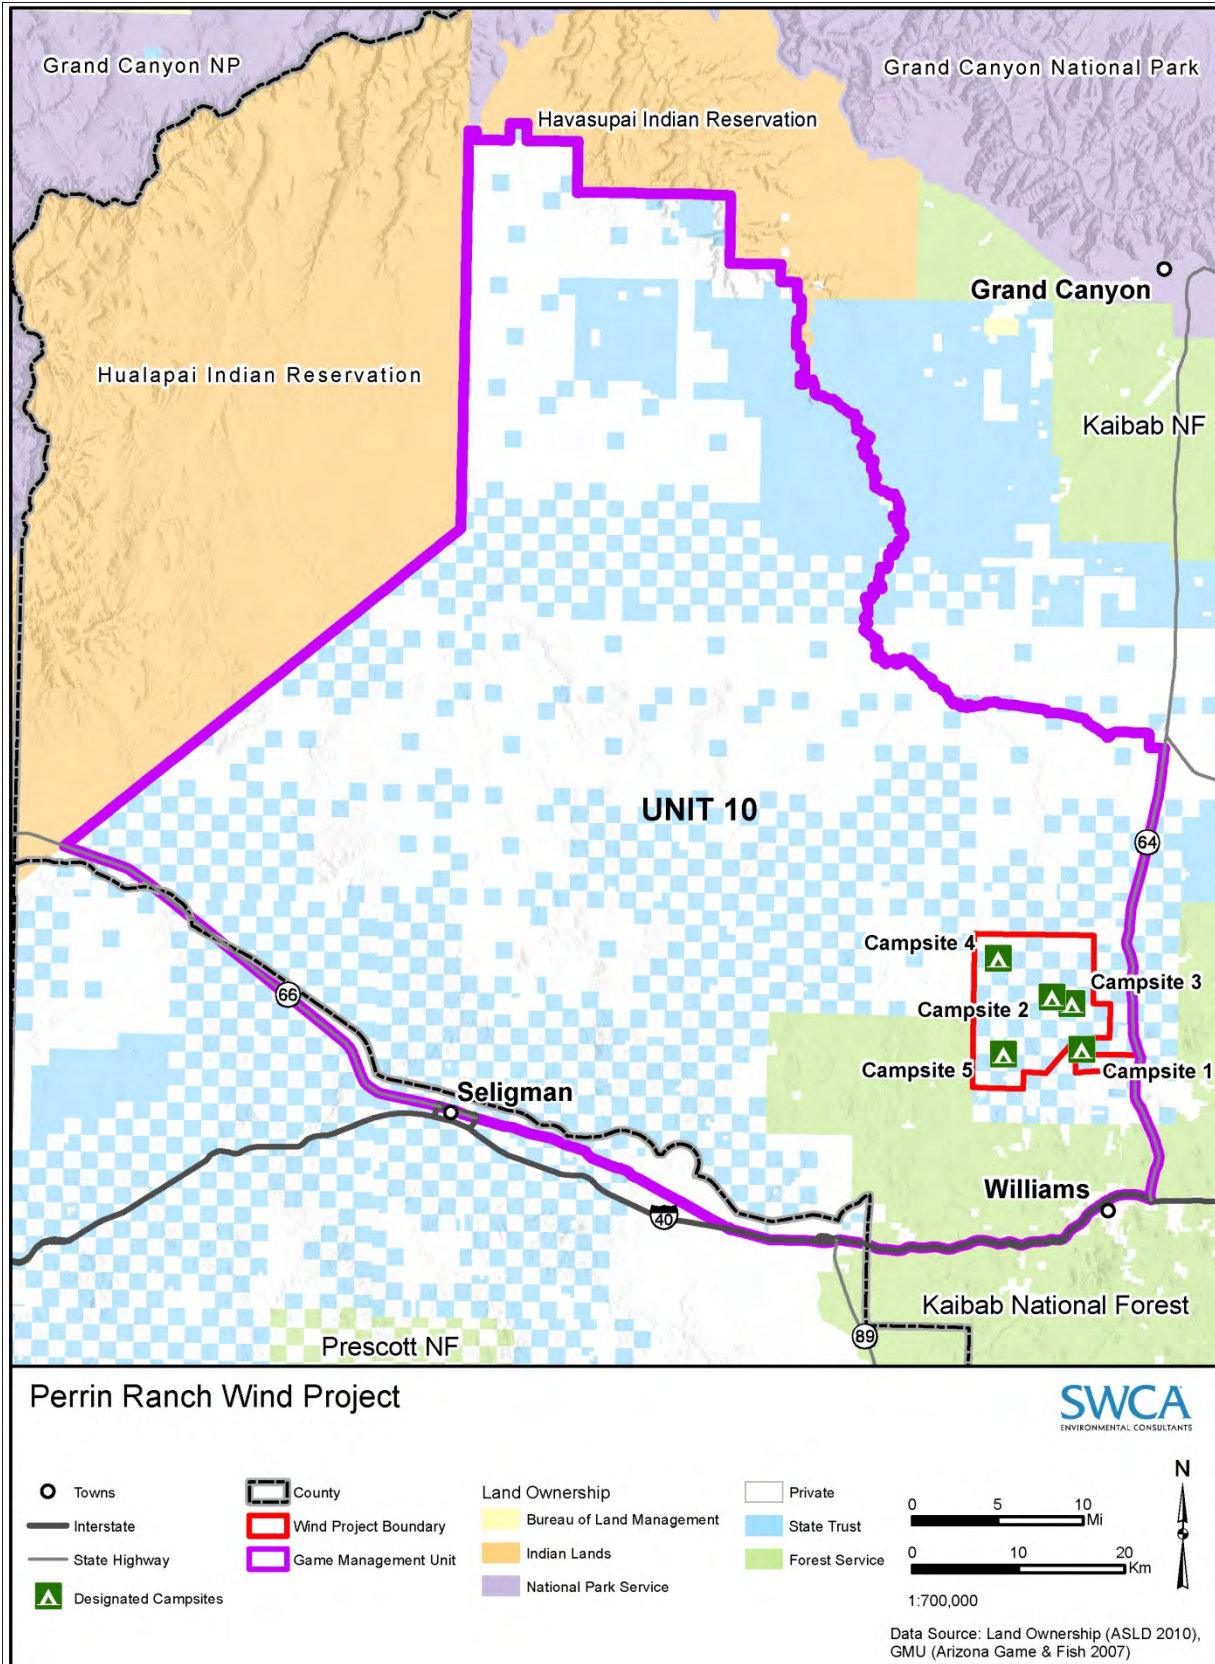 Grand Canyon NP
Grand Canyon National Park
Havasupai Indian Reservation
Grand Canyon
Hualapai Indian Reservation
Kaibab NF
UNIT 10
64
Campsite 4
Campsite 3
Campsite 2
66
Campsite 5
Campsite 1
Seligman
Williams
40
Kaibab National Forest
89
Prescott NF
Perrin Ranch Wind Project
SWCA
ENVIRONMENTAL CONSULTANTS
Towns
Interstate
State Highway
Designated Campsites
County
Wind Project Boundary
Game Management Unit
Land Ownership
Bureau of Land Management
Indian Lands
National Park Service
Private
State Trust
Forest Service
0 5 10
Mi
0 10 20
Km
1:700,000
N
Data Source: Land Ownership (ASLD 2010),
GMU (Arizona Game & Fish 2007)